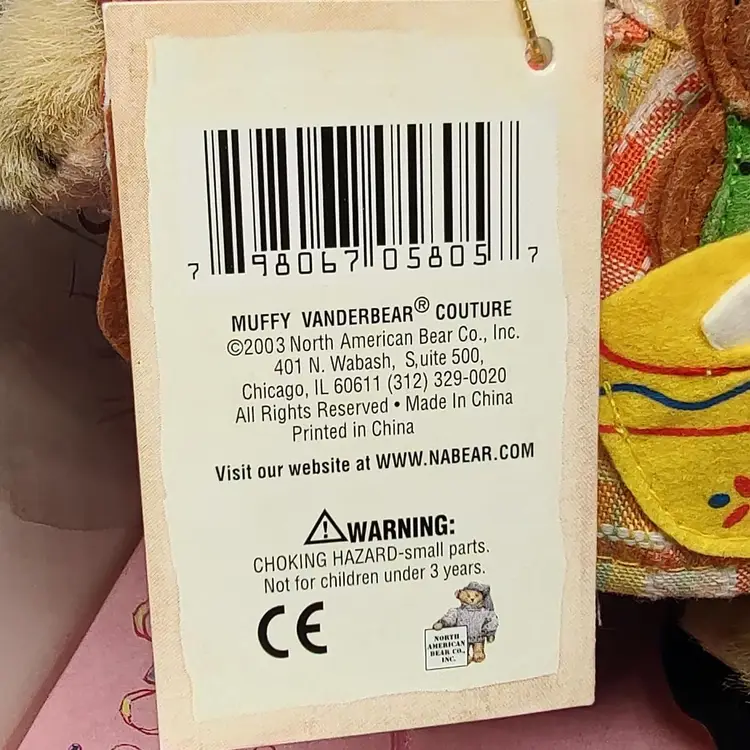 7 98067 05805 7
MUFFY VANDERBEAR® COUTURE
©2003 North American Bear Co., Inc.
401 N. Wabash, S,uite 500,
Chicago, IL 60611 (312) 329-0020
All Rights Reserved • Made In China
Printed in China
Visit our website at WWW.NABEAR.COM
⚠WARNING:
CHOKING HAZARD-small parts.
Not for children under 3 years.
CE
NORTH
AMERICAN
BEAR CO.,
INC.